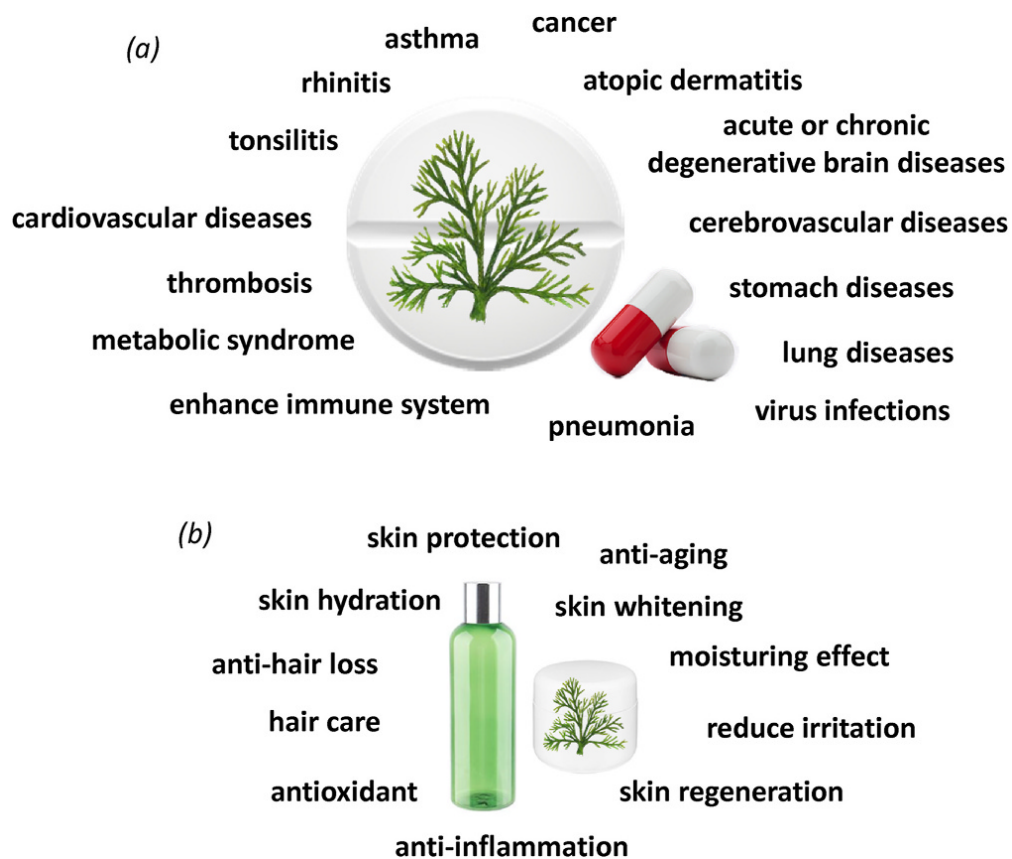 (a)
cancer
asthma
rhinitis
atopic dermatitis
tonsilitis
acute or chronic
degenerative brain diseases
cardiovascular diseases
cerebrovascular diseases
thrombosis
stomach diseases
metabolic syndrome
lung diseases
enhance immune system
virus infections
pneumonia
(b)
skin protection
anti-aging
skin hydration
skin whitening
anti-hair loss
moisturing effect
hair care
reduce irritation
antioxidant
skin regeneration
anti-inflammation